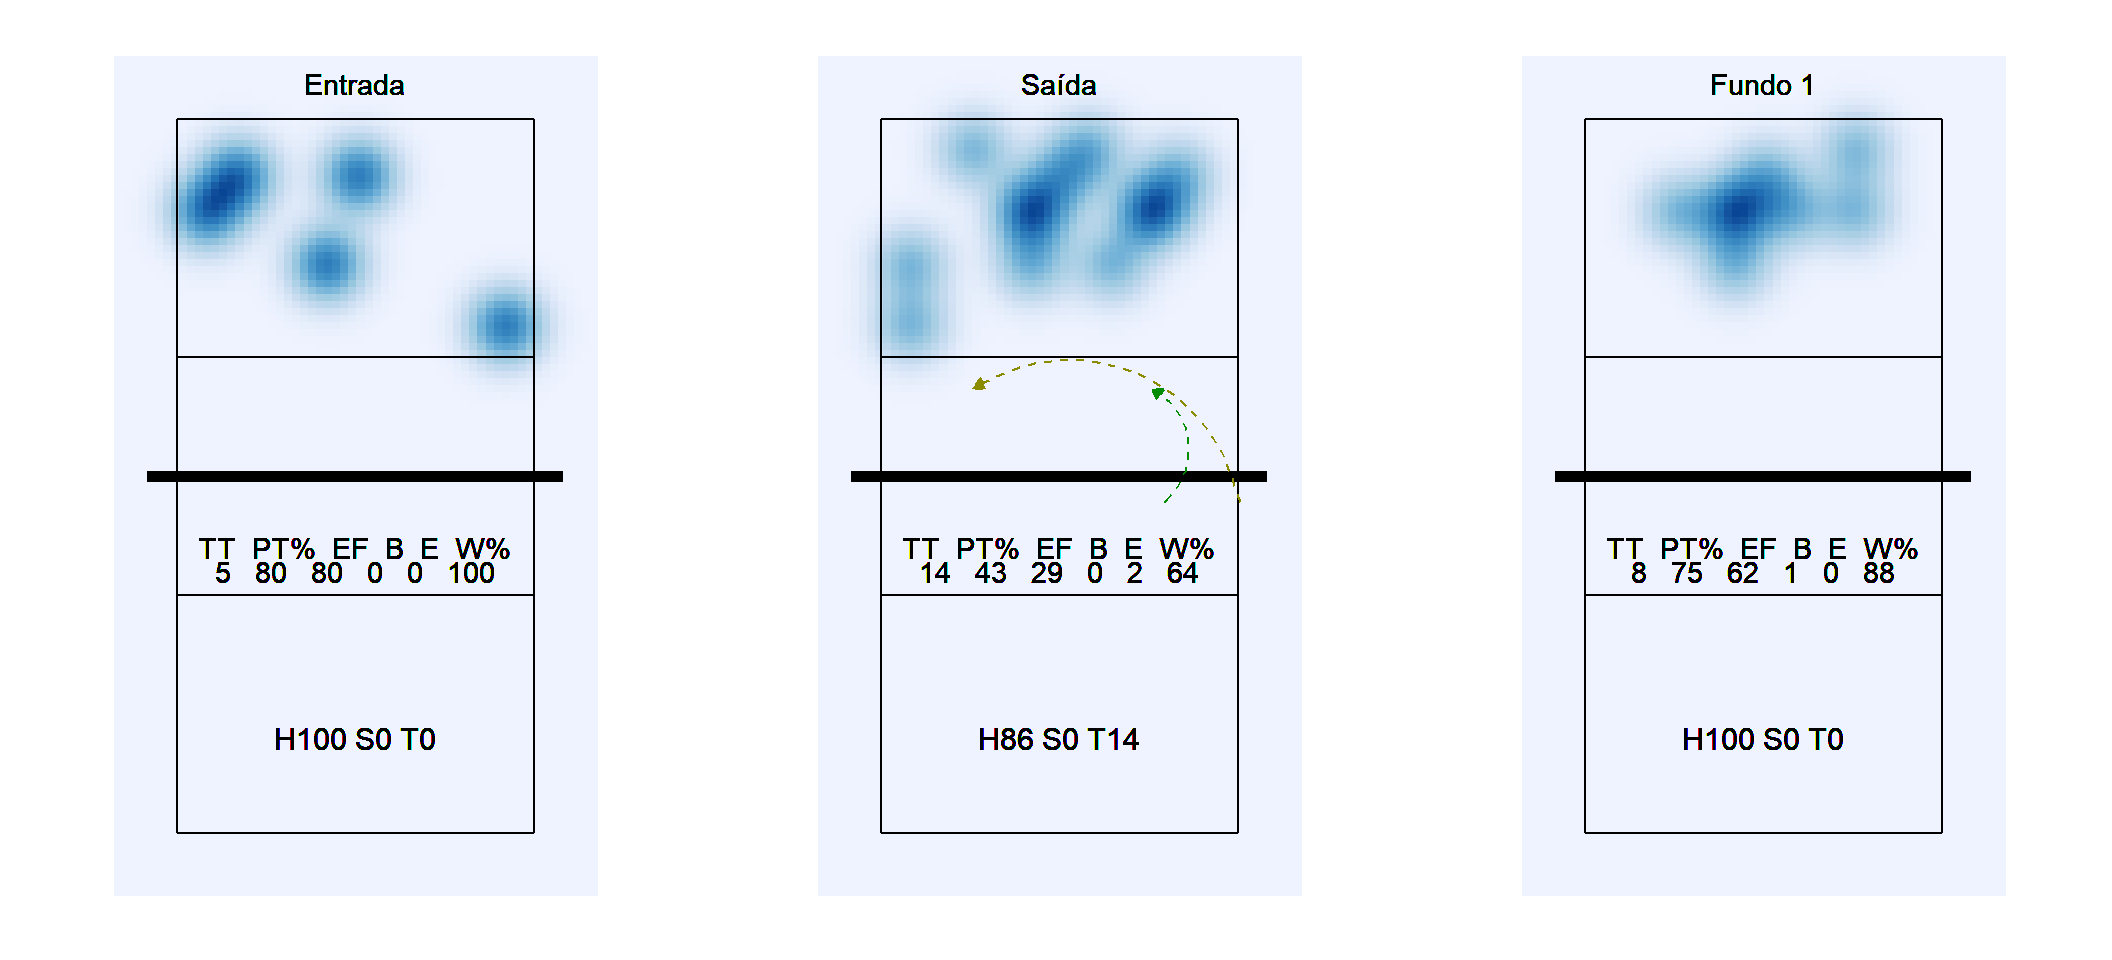 Entrada
TT PT% EF B E W%
5 80 80 0 0 100
H100 S0 T0
Saída
TT PT% EF B E W%
14 43 29 0 2 64
H86 S0 T14
Fundo 1
TT PT% EF B E W%
8 75 62 1 0 88
H100 S0 T0